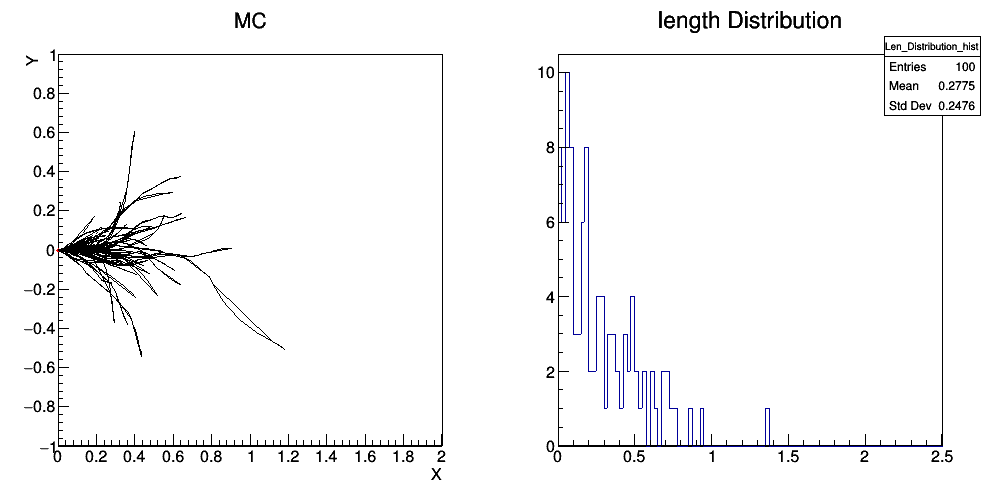 MC
Y
1
0.8
0.6
0.4
0.2
0
−0.2
−0.4
−0.6
−0.8
−1
0 0.2 0.4 0.6 0.8 1 1.2 1.4 1.6 1.8 2
X
length Distribution
Len_Distribution_hist
Entries 100
Mean 0.2775
Std Dev 0.2476
10
8
6
4
2
0
0 0.5 1 1.5 2 2.5